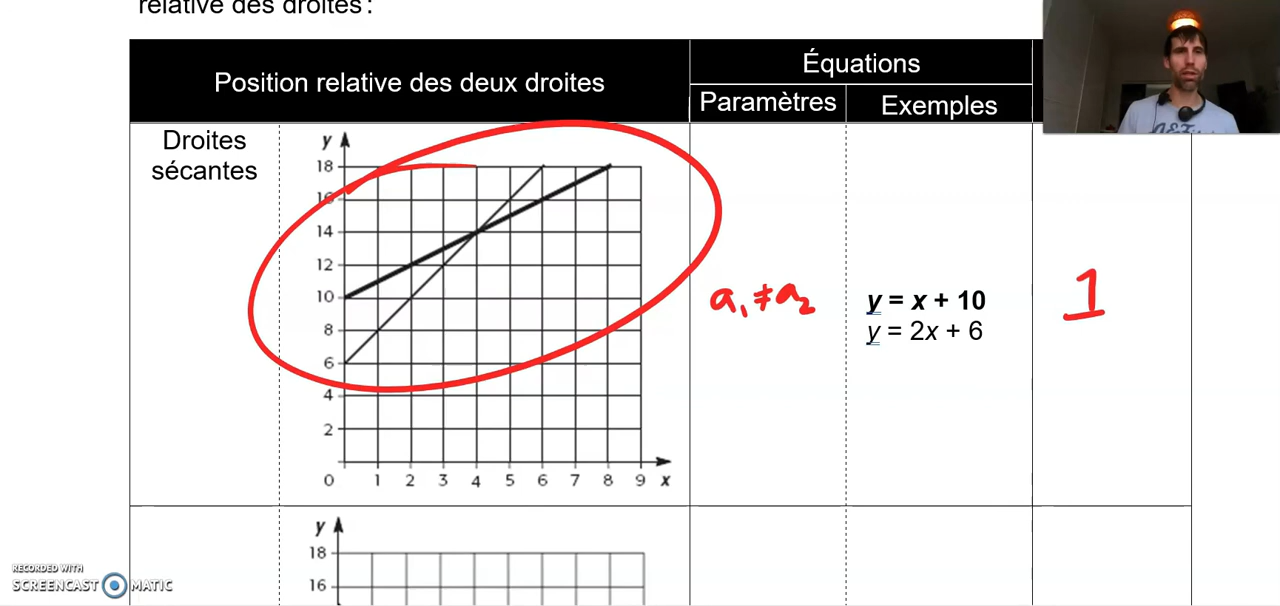 relative des droites :
Position relative des deux droites
Équations
Paramètres
Exemples
Droites
sécantes
y
18
16
14
12
10
8
6
4
2
0 1 2 3 4 5 6 7 8 9 x
a₁ ≠ a₂
y = x + 10
y = 2x + 6
1
y
18
16
RECORDED WITH
SCREENCAST MATIC